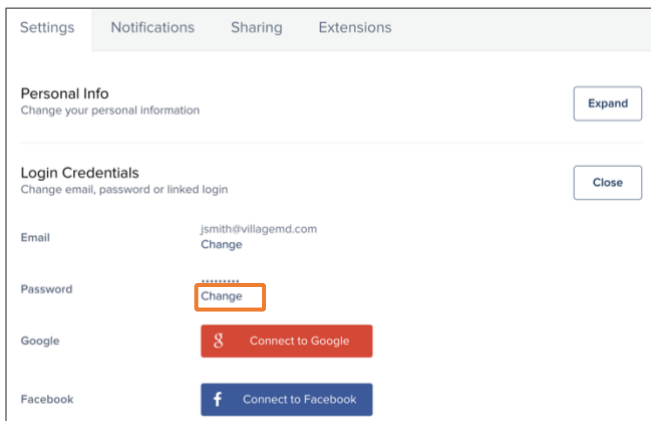 Settings Notifications Sharing Extensions
Personal Info
Change your personal information
Expand
Login Credentials
Change email, password or linked login
Close
Email
jsmith@villagemd.com
Change
Password
•••••••••
Change
Google
8 Connect to Google
Facebook
f Connect to Facebook